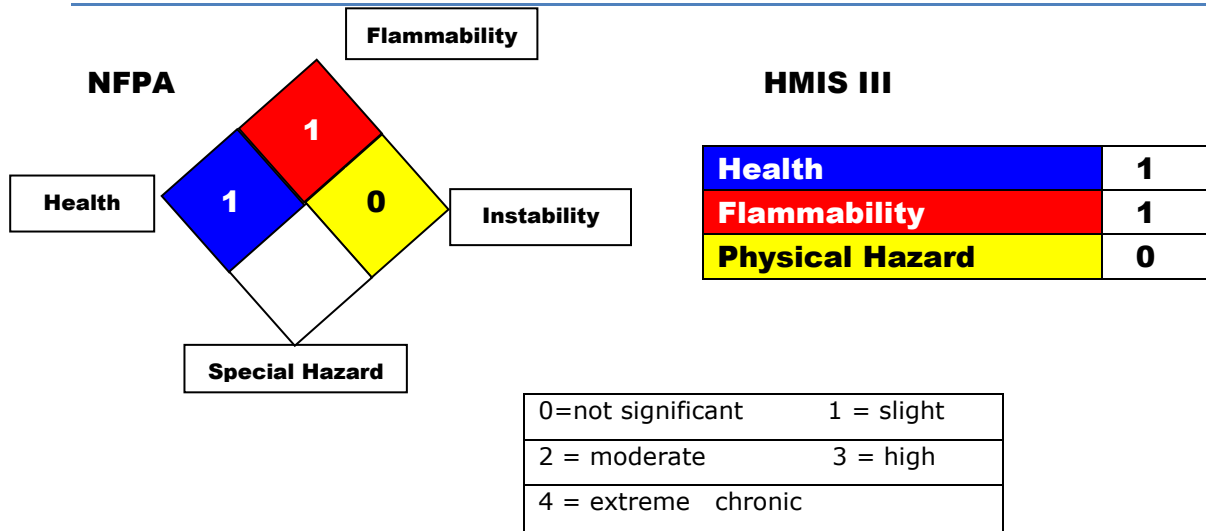 Flammability
NFPA
HMIS III
1
Health 1
Health 1 0 Instability
Flammability 1
Physical Hazard 0
Special Hazard
0=not significant 1 = slight
2 = moderate 3 = high
4 = extreme chronic